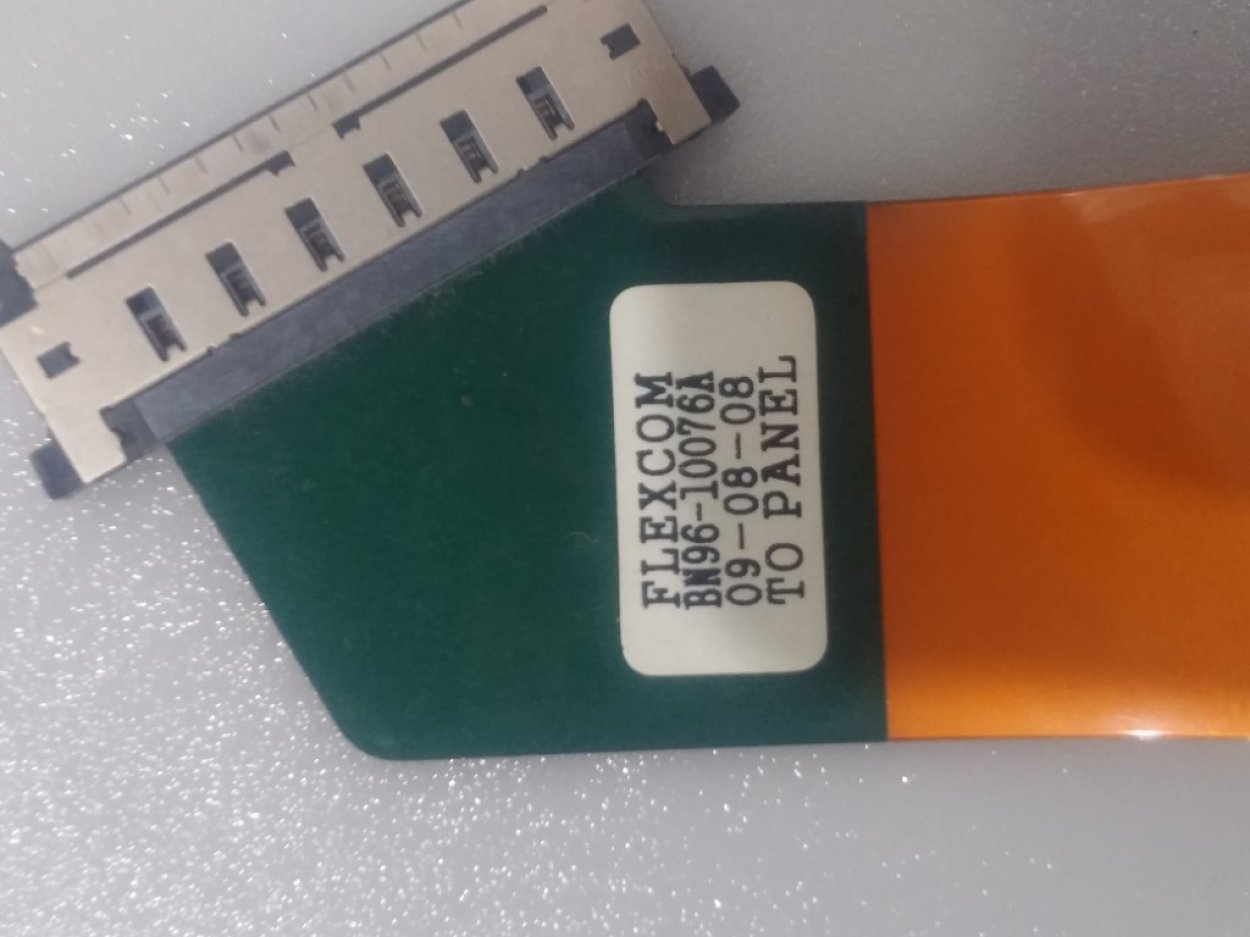 FLEXCOM
BN96-10076A
09-08-08
TO PANEL